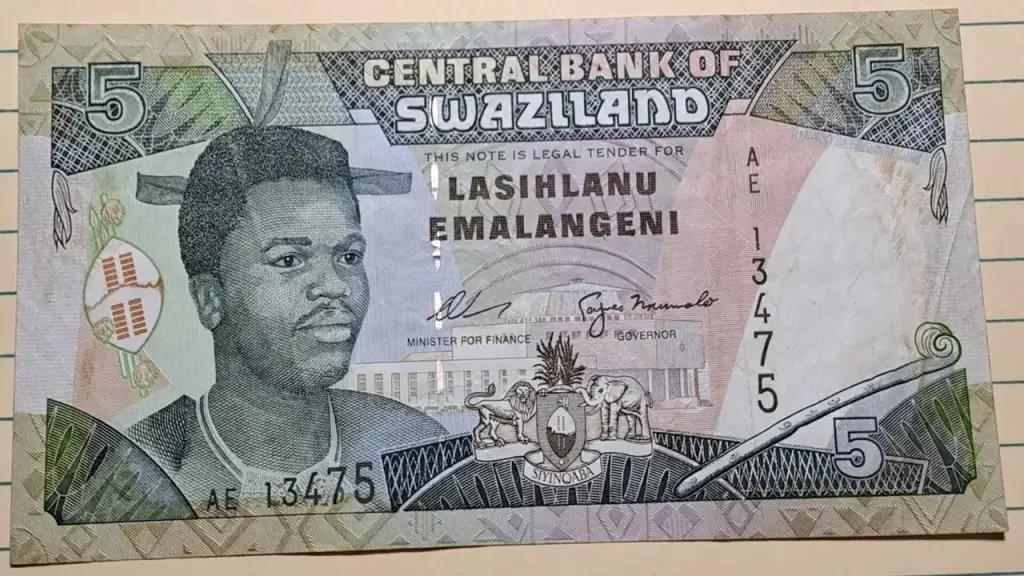 5
5
CENTRAL BANK OF
SWAZILAND
THIS NOTE IS LEGAL TENDER FOR
LASIHLANU
EMALANGENI
AE 13475
MINISTER FOR FINANCE
GOVERNOR
SIYINQABA
5
AE 13475